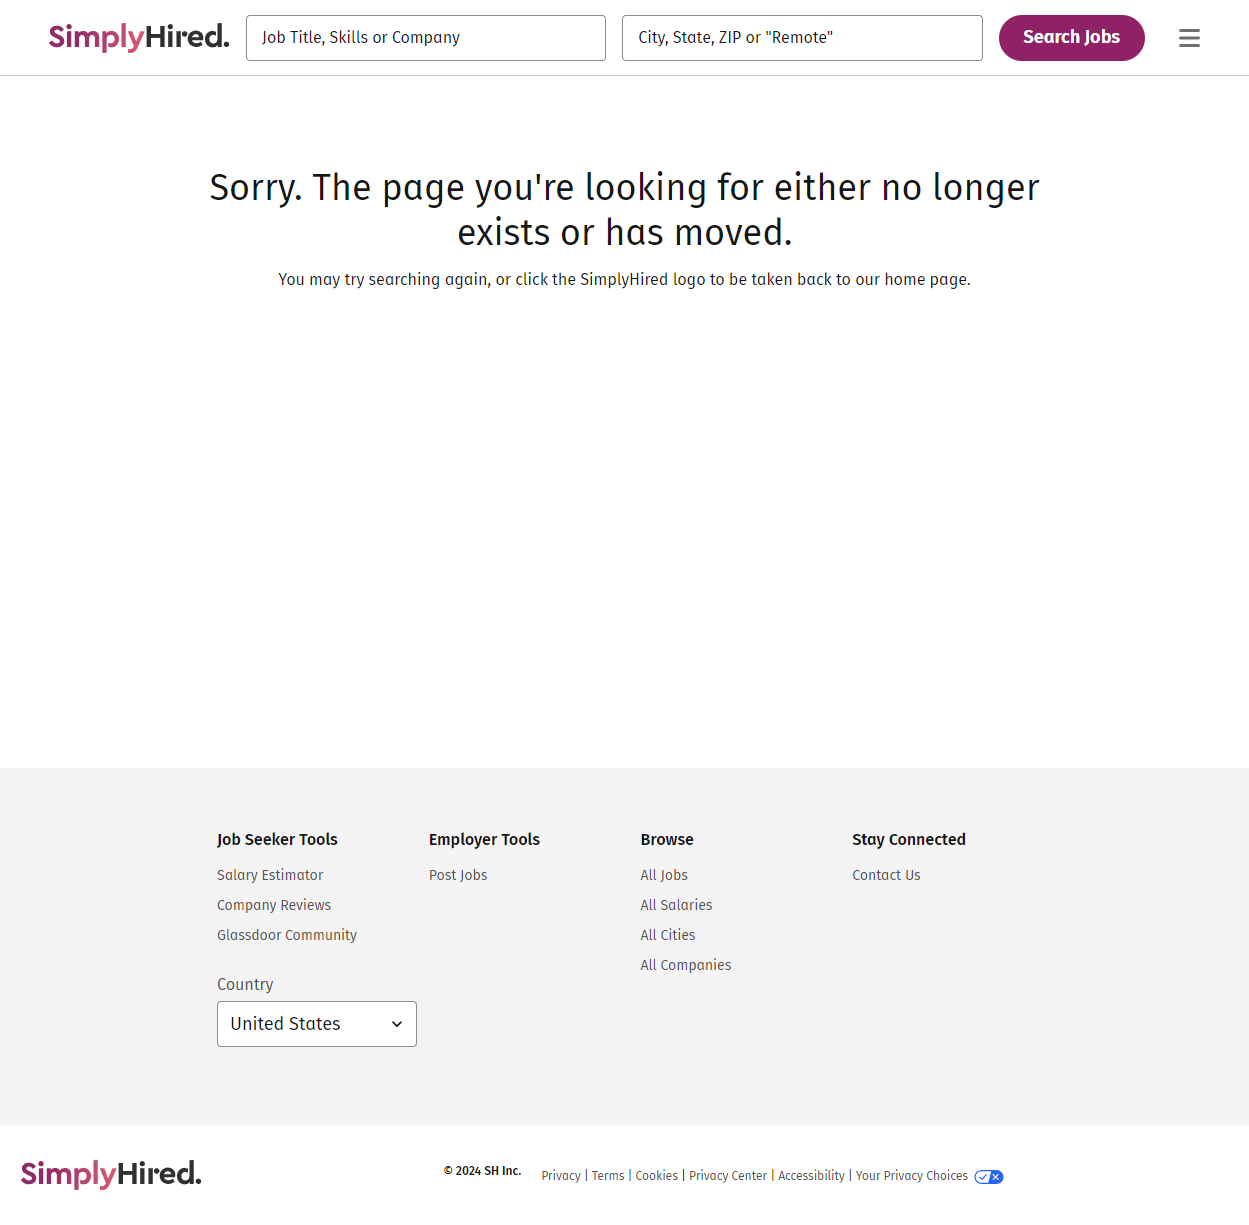 SimplyHired.
Job Title, Skills or Company
City, State, ZIP or "Remote"
Search Jobs
Sorry. The page you're looking for either no longer
exists or has moved.
You may try searching again, or click the SimplyHired logo to be taken back to our home page.
Job Seeker Tools
Salary Estimator
Company Reviews
Glassdoor Community
Country
United States
Employer Tools
Post Jobs
Browse
All Jobs
All Salaries
All Cities
All Companies
Stay Connected
Contact Us
SimplyHired.
© 2024 SH Inc.
Privacy | Terms | Cookies | Privacy Center | Accessibility | Your Privacy Choices